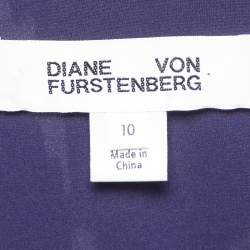 DIANE VON
FURSTENBERG
10
Made in
China